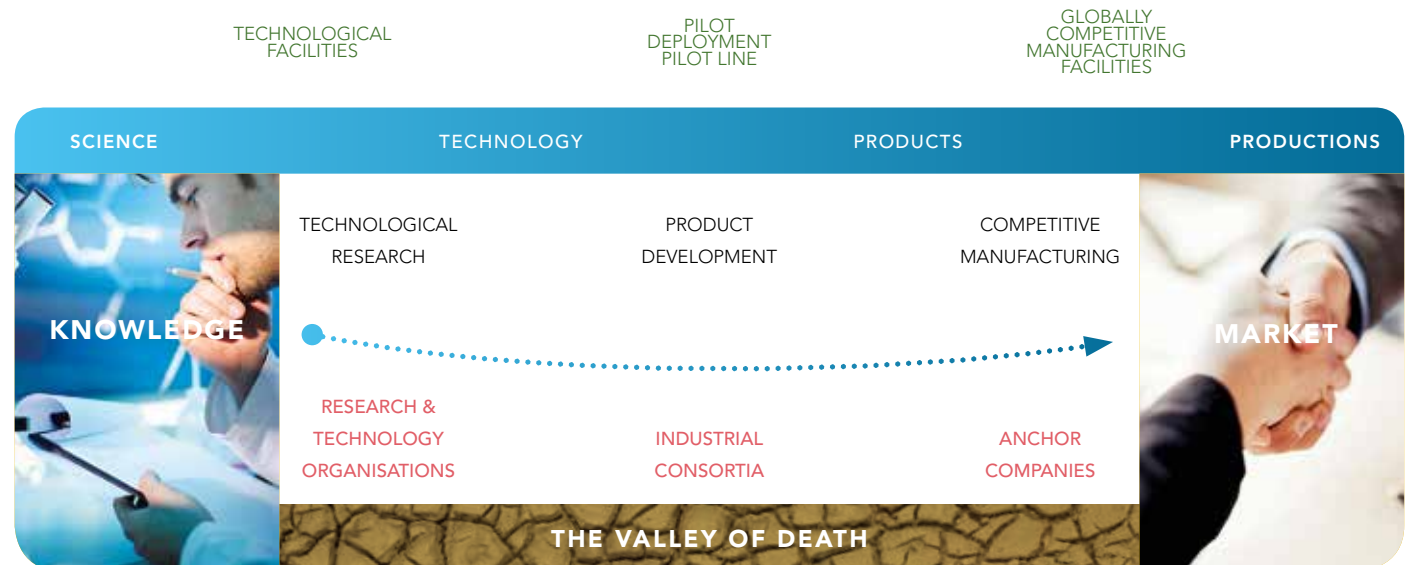 TECHNOLOGICAL
FACILITIES
PILOT
DEPLOYMENT
PILOT LINE
GLOBALLY
COMPETITIVE
MANUFACTURING
FACILITIES
SCIENCE
TECHNOLOGY
PRODUCTS
PRODUCTIONS
KNOWLEDGE
TECHNOLOGICAL
RESEARCH
PRODUCT
DEVELOPMENT
COMPETITIVE
MANUFACTURING
MARKET
RESEARCH &
TECHNOLOGY
ORGANISATIONS
INDUSTRIAL
CONSORTIA
ANCHOR
COMPANIES
THE VALLEY OF DEATH